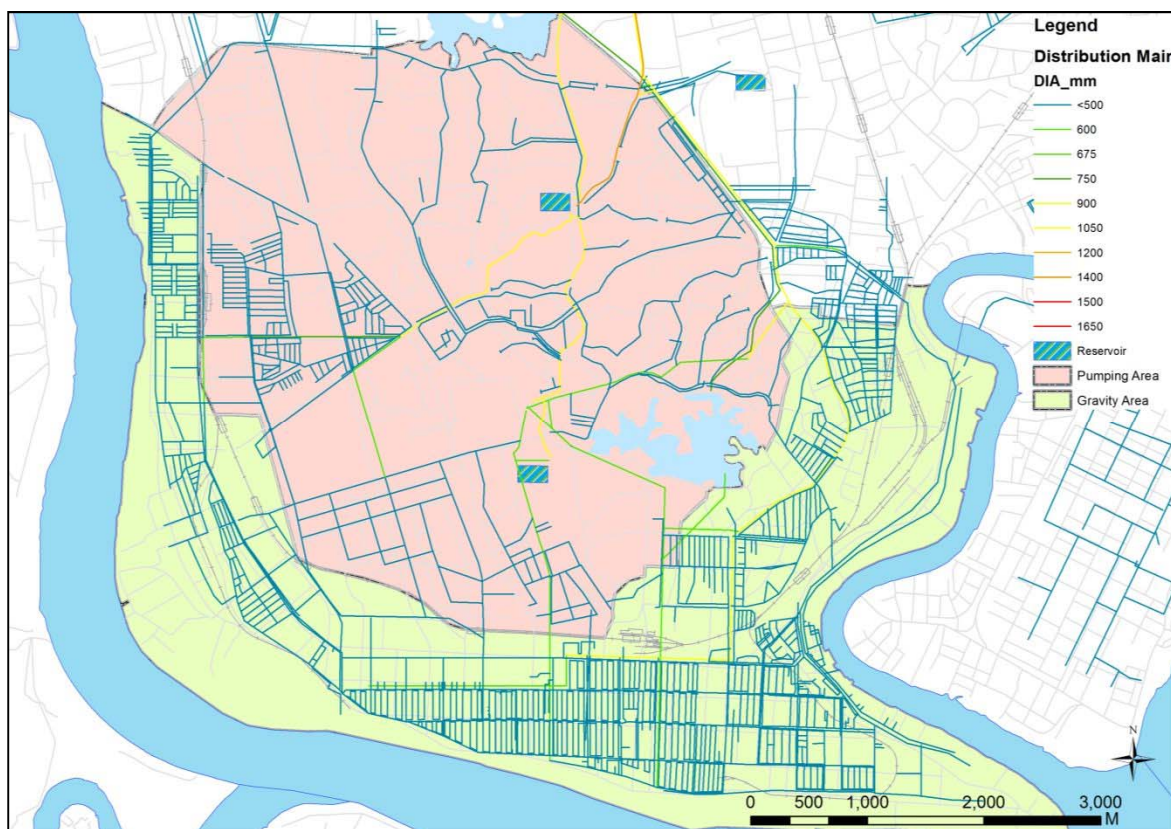 Legend
Distribution Main
DIA_mm
<500
600
675
750
900
1050
1200
1400
1500
1650
Reservoir
Pumping Area
Gravity Area
N
0 500 1,000 2,000 3,000
M